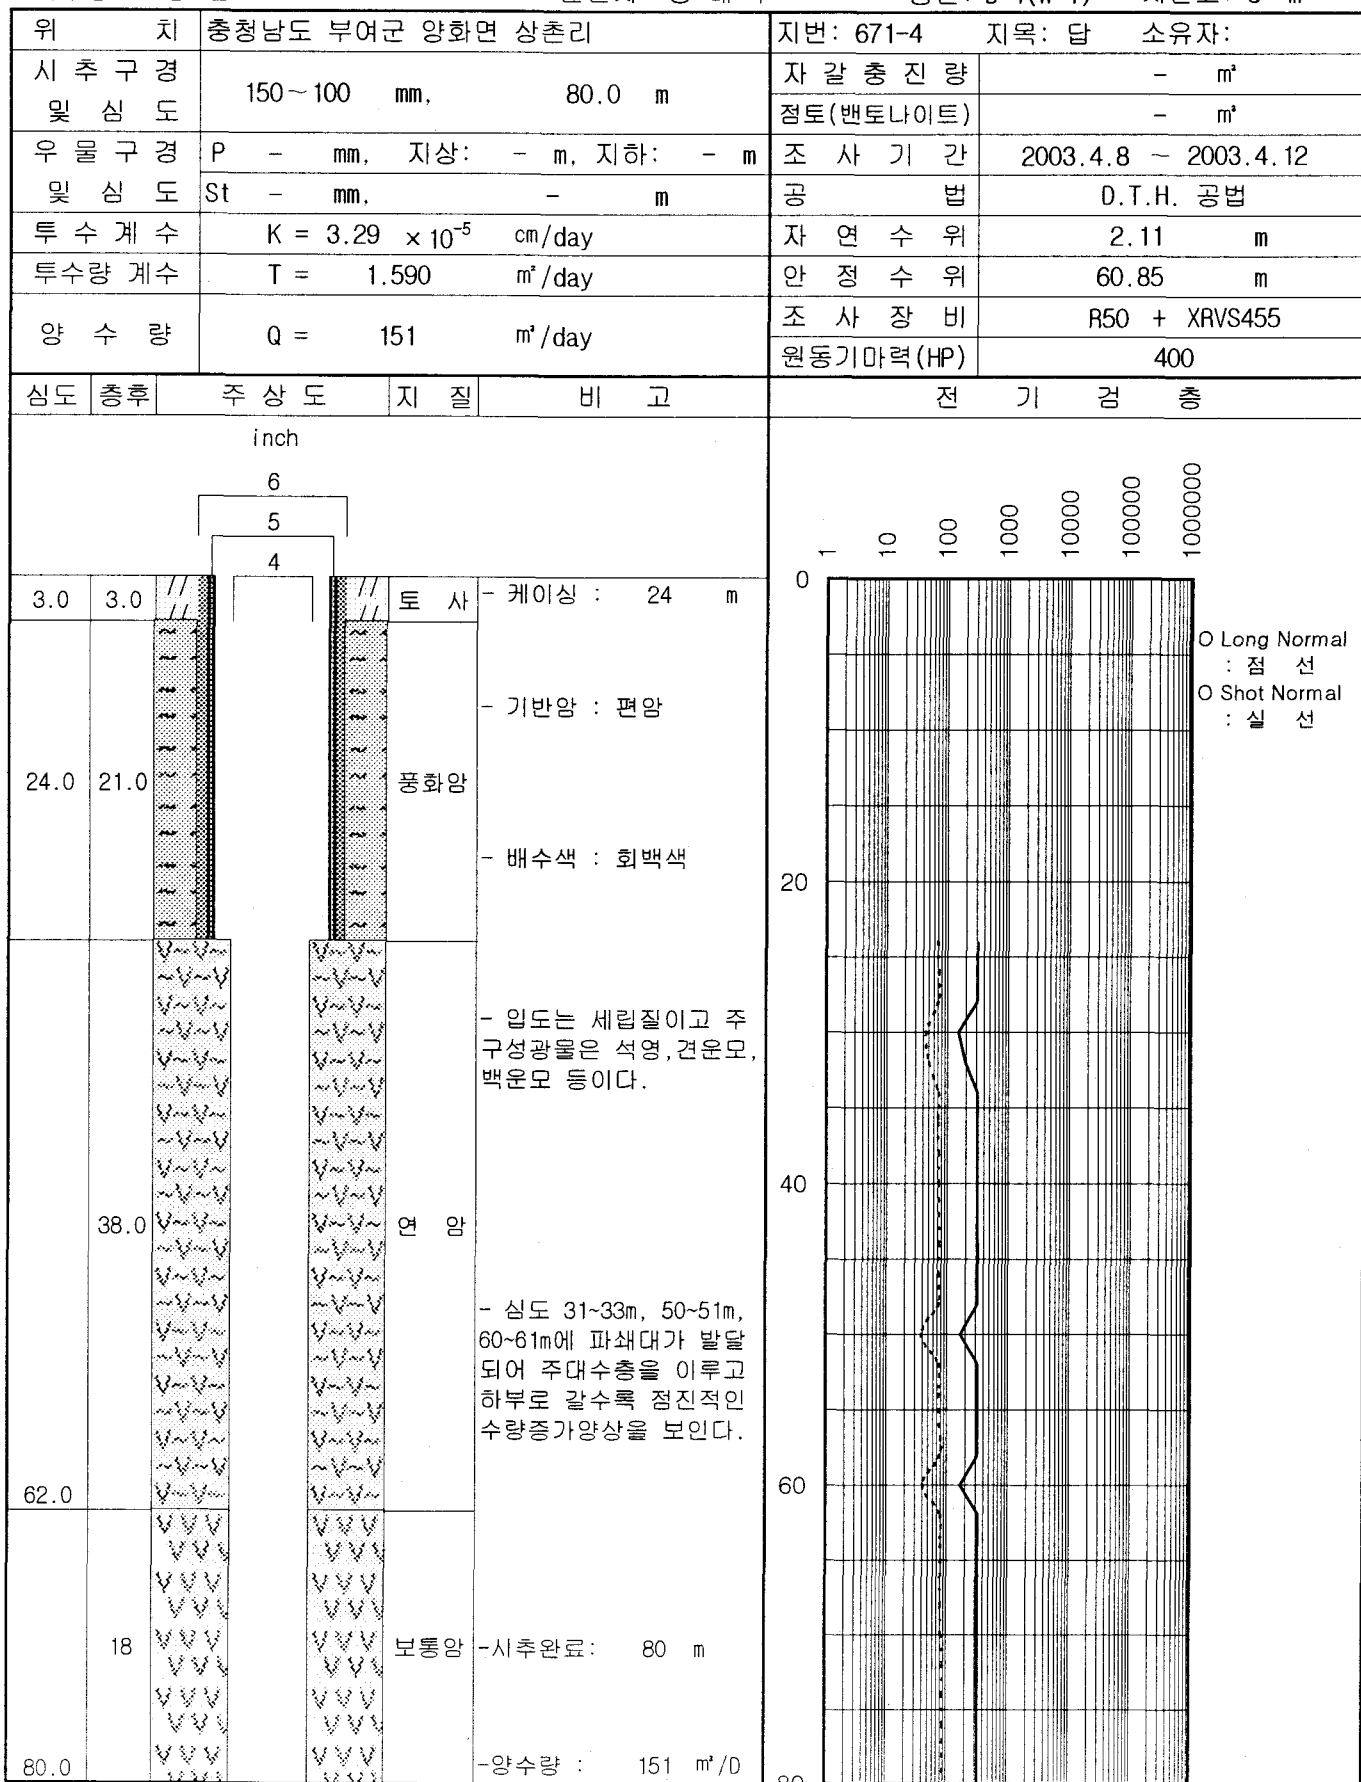 위 치 충청남도 부여군 양화면 상촌리 지번: 671-4 지목: 답 소유자:
시 추 구 경 및 심 도 150~100 mm, 80.0 m
자 갈 충 진 량 - m³
점토(밴토나이트) - m³
우 물 구 경 및 심 도 P - mm, 지상: - m, 지하: - m
St - mm, - m
조 사 기 간 2003.4.8 ~ 2003.4.12
공 법 D.T.H. 공법
투 수 계 수 K = 3.29 ×10⁻⁵ cm/day
자 연 수 위 2.11 m
투수량 계수 T = 1.590 m²/day
안 정 수 위 60.85 m
양 수 량 Q = 151 m³/day
조 사 장 비 R50 + XRVS455
원동기마력(HP) 400
심도 층후 주 상 도 지 질 비 고 전 기 검 층
inch
6
5
4
3.0 3.0 토 사 - 케이싱 : 24 m
- 기반암 : 편암
24.0 21.0 풍화암
- 배수색 : 회백색
- 입도는 세립질이고 주
구성광물은 석영,견운모,
백운모 등이다.
38.0 연 암
- 심도 31~33m, 50~51m,
60~61m에 파쇄대가 발달
되어 주대수층을 이루고
하부로 갈수록 점진적인
수량증가양상을 보인다.
62.0
18 보통암 -시추완료: 80 m
80.0 -양수량 : 151 m³/D
1 10 100 1000 10000 100000 1000000
0
20
40
60
80
O Long Normal
: 점 선
O Shot Normal
: 실 선